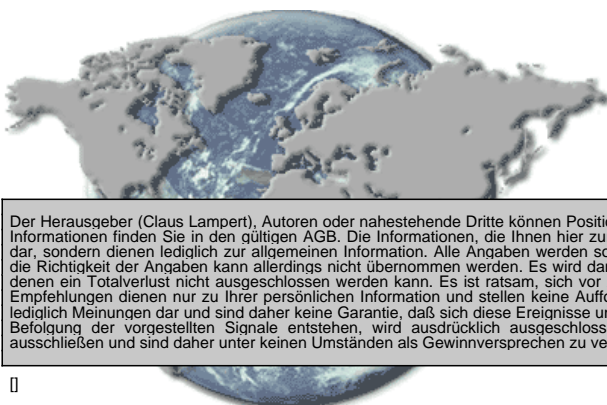 Der Herausgeber (Claus Lampert), Autoren oder nahestehende Dritte können Positi
Informationen finden Sie in den gültigen AGB. Die Informationen, die Ihnen hier zu
dar, sondern dienen lediglich zur allgemeinen Information. Alle Angaben werden so
die Richtigkeit der Angaben kann allerdings nicht übernommen werden. Es wird dar
denen ein Totalverlust nicht ausgeschlossen werden kann. Es ist ratsam, sich vor
Empfehlungen dienen nur zu Ihrer persönlichen Information und stellen keine Auffo
lediglich Meinungen dar und sind daher keine Garantie, daß sich diese Ereignisse ur
Befolgung der vorgestellten Signale entstehen, wird ausdrücklich ausgeschloss
ausschließen und sind daher unter keinen Umständen als Gewinnversprechen zu ve
[]